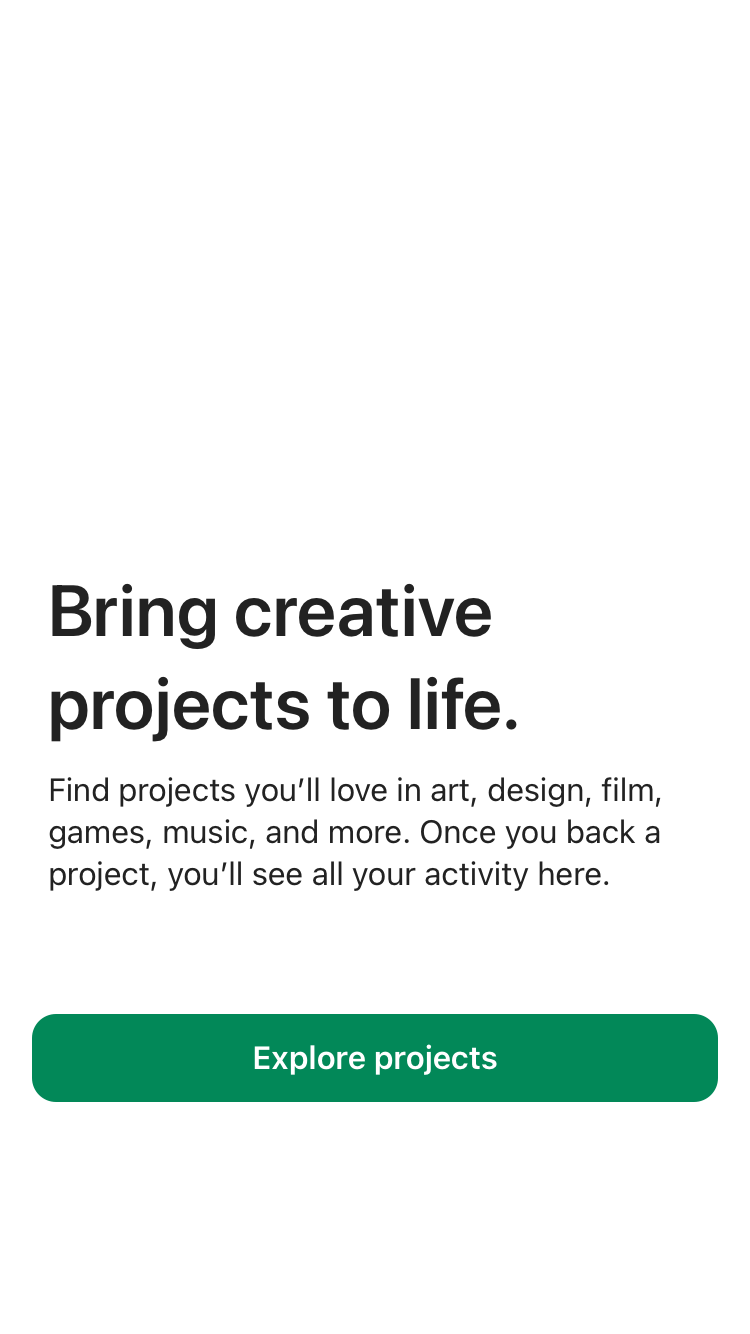 Bring creative
projects to life.
Find projects you’ll love in art, design, film,
games, music, and more. Once you back a
project, you’ll see all your activity here.
Explore projects